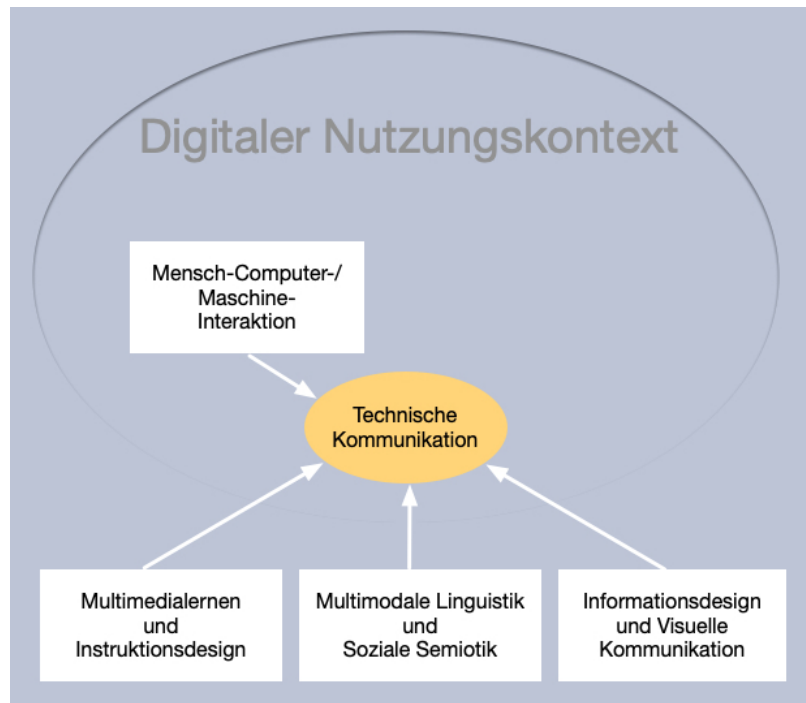 Digitaler Nutzungskontext
Mensch-Computer-/
Maschine-
Interaktion
Technische
Kommunikation
Multimedialernen
und
Instruktionsdesign
Multimodale Linguistik
und
Soziale Semiotik
Informationsdesign
und Visuelle
Kommunikation